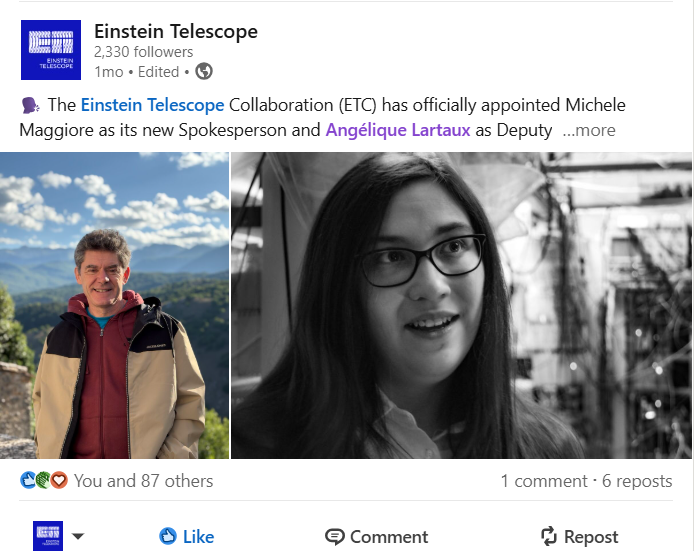 Einstein Telescope
2,330 followers
1mo • Edited •
The Einstein Telescope Collaboration (ETC) has officially appointed Michele
Maggiore as its new Spokesperson and Angélique Lartaux as Deputy ...more
EINSTEIN
TELESCOPE
You and 87 others
1 comment · 6 reposts
Like
Comment
Repost